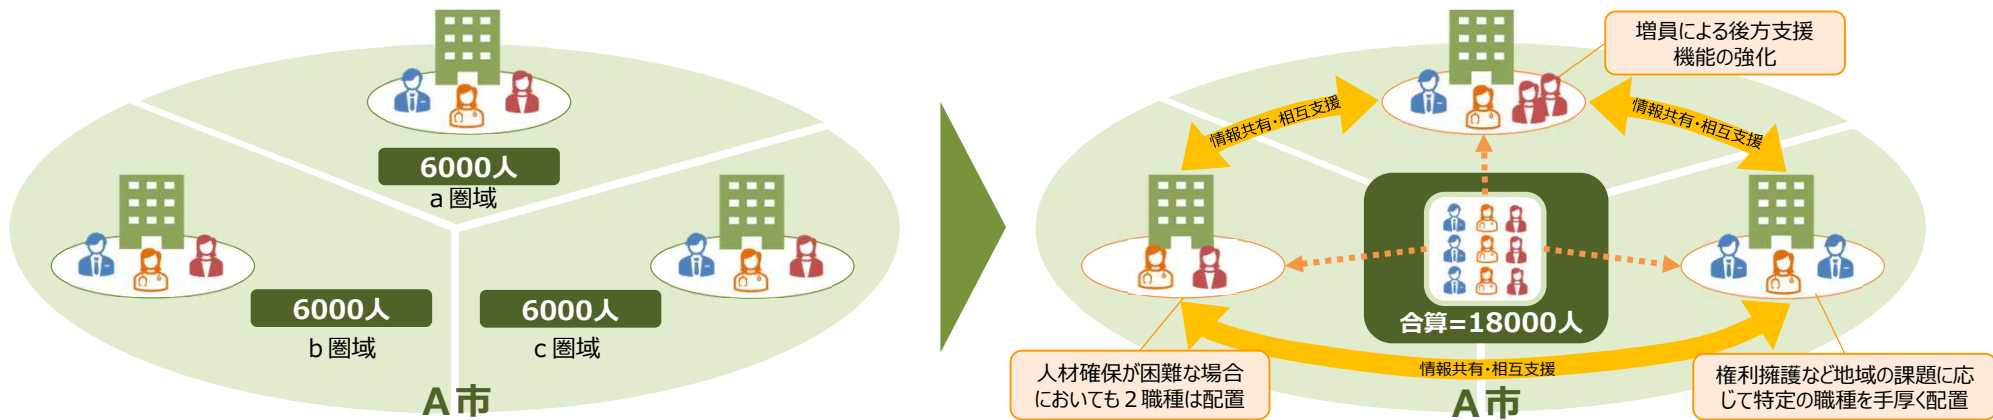 6000人
a 圏域
6000人
b 圏域
6000人
c 圏域
A市
増員による後方支援
機能の強化
情報共有・相互支援
情報共有・相互支援
合算=18000人
人材確保が困難な場合
においても２職種は配置
情報共有・相互支援
A市
権利擁護など地域の課題に応
じて特定の職種を手厚く配置